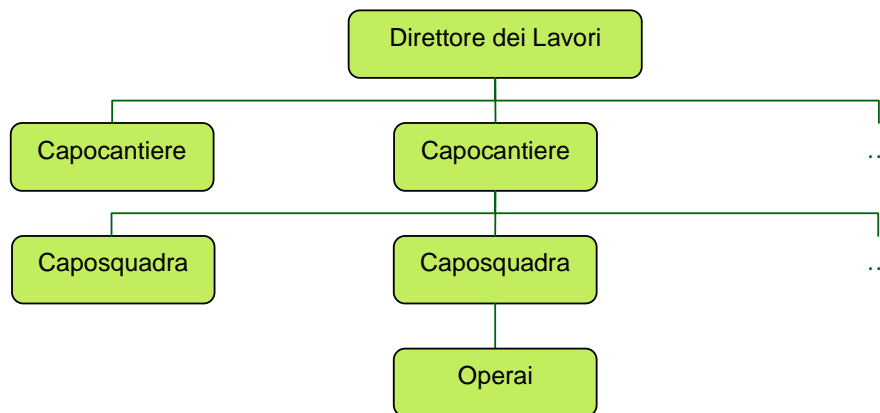 Direttore dei Lavori
Capocantiere
Capocantiere
..
Caposquadra
Caposquadra
..
Operai